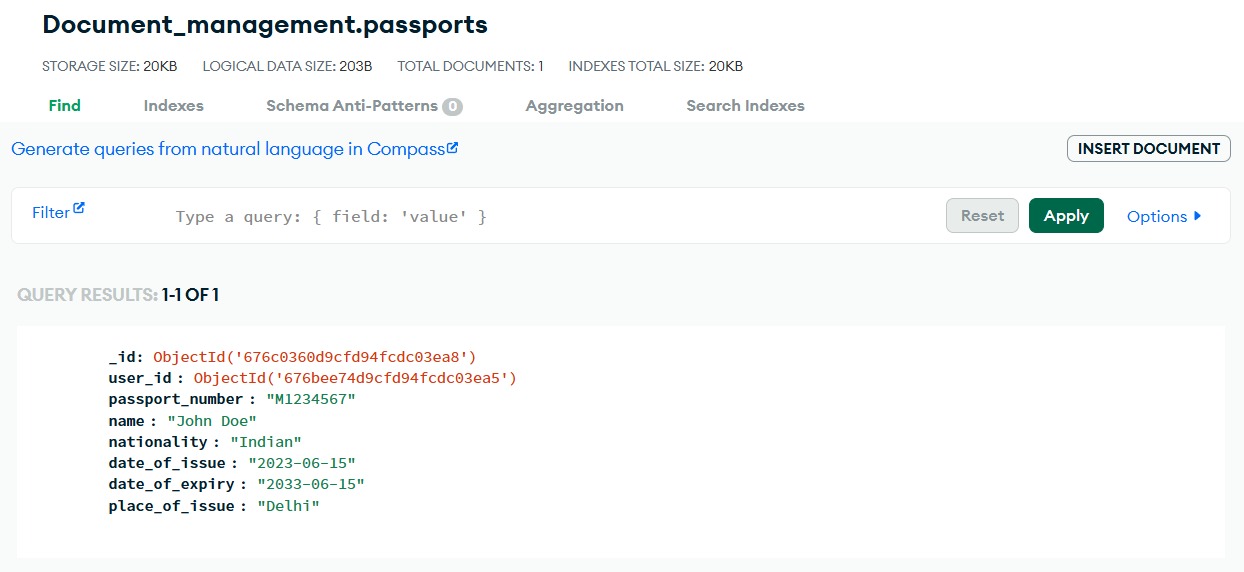 Document_management.passports
STORAGE SIZE: 20KB LOGICAL DATA SIZE: 203B TOTAL DOCUMENTS: 1 INDEXES TOTAL SIZE: 20KB
Find Indexes Schema Anti-Patterns 0 Aggregation Search Indexes
Generate queries from natural language in Compass
INSERT DOCUMENT
Filter Type a query: { field: 'value' } Reset Apply Options
QUERY RESULTS: 1-1 OF 1
_id: ObjectId('676c0360d9cfd94fcdc03ea8')
user_id : ObjectId('676bee74d9cfd94fcdc03ea5')
passport_number : "M1234567"
name : "John Doe"
nationality : "Indian"
date_of_issue : "2023-06-15"
date_of_expiry : "2033-06-15"
place_of_issue : "Delhi"